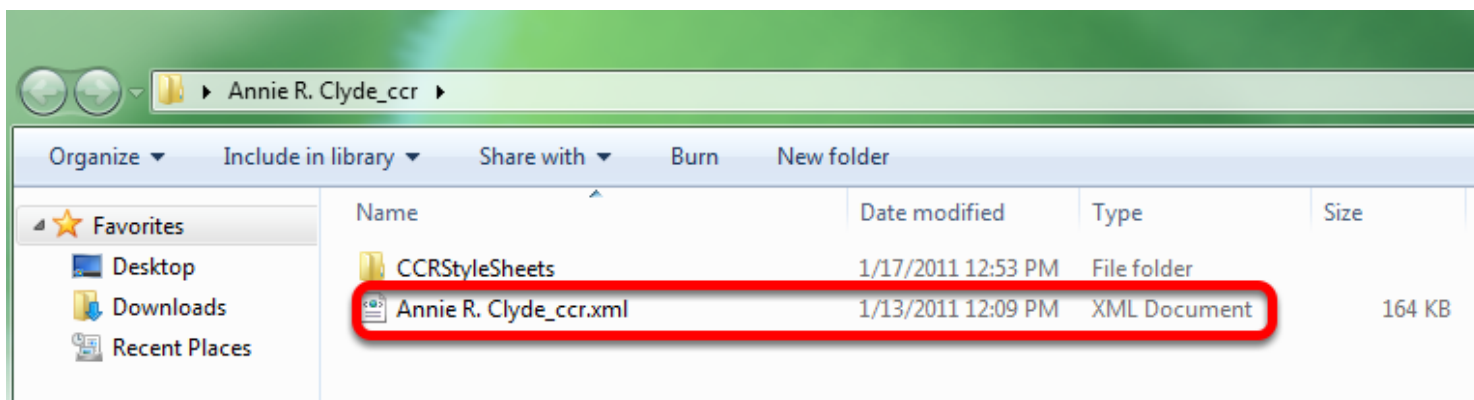 Annie R. Clyde_ccr
Organize Include in library Share with Burn New folder
Name Date modified Type Size
Favorites
Desktop CCRStyleSheets 1/17/2011 12:53 PM File folder
Downloads Annie R. Clyde_ccr.xml 1/13/2011 12:09 PM XML Document 164 KB
Recent Places